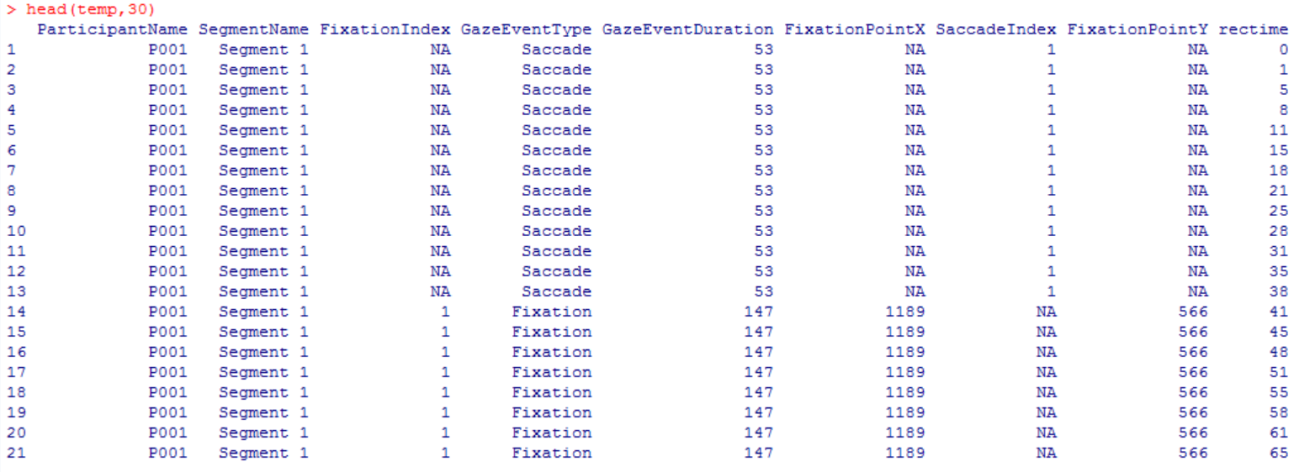 > head(temp,30)
ParticipantName SegmentName FixationIndex GazeEventType GazeEventDuration FixationPointX SaccadeIndex FixationPointY rectime
1 P001 Segment 1 NA Saccade 53 NA 1 NA 0
2 P001 Segment 1 NA Saccade 53 NA 1 NA 1
3 P001 Segment 1 NA Saccade 53 NA 1 NA 5
4 P001 Segment 1 NA Saccade 53 NA 1 NA 8
5 P001 Segment 1 NA Saccade 53 NA 1 NA 11
6 P001 Segment 1 NA Saccade 53 NA 1 NA 15
7 P001 Segment 1 NA Saccade 53 NA 1 NA 18
8 P001 Segment 1 NA Saccade 53 NA 1 NA 21
9 P001 Segment 1 NA Saccade 53 NA 1 NA 25
10 P001 Segment 1 NA Saccade 53 NA 1 NA 28
11 P001 Segment 1 NA Saccade 53 NA 1 NA 31
12 P001 Segment 1 NA Saccade 53 NA 1 NA 35
13 P001 Segment 1 NA Saccade 53 NA 1 NA 38
14 P001 Segment 1 1 Fixation 147 1189 NA 566 41
15 P001 Segment 1 1 Fixation 147 1189 NA 566 45
16 P001 Segment 1 1 Fixation 147 1189 NA 566 48
17 P001 Segment 1 1 Fixation 147 1189 NA 566 51
18 P001 Segment 1 1 Fixation 147 1189 NA 566 55
19 P001 Segment 1 1 Fixation 147 1189 NA 566 58
20 P001 Segment 1 1 Fixation 147 1189 NA 566 61
21 P001 Segment 1 1 Fixation 147 1189 NA 566 65